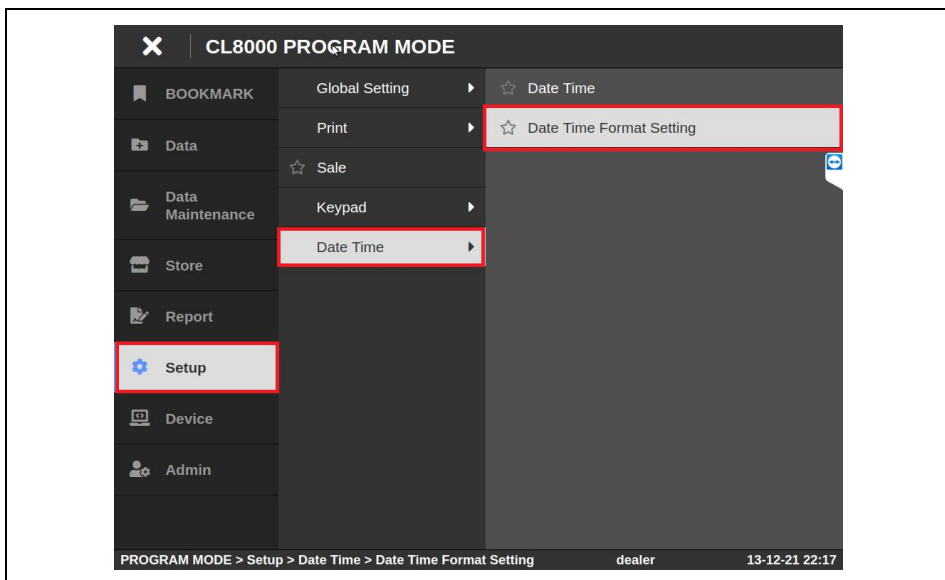 CL8000 PROGRAM MODE
BOOKMARK
Data
Data
Maintenance
Store
Report
Setup
Device
Admin
Global Setting
Print
Sale
Keypad
Date Time
Date Time
Date Time Format Setting
PROGRAM MODE > Setup > Date Time > Date Time Format Setting dealer 13-12-21 22:17